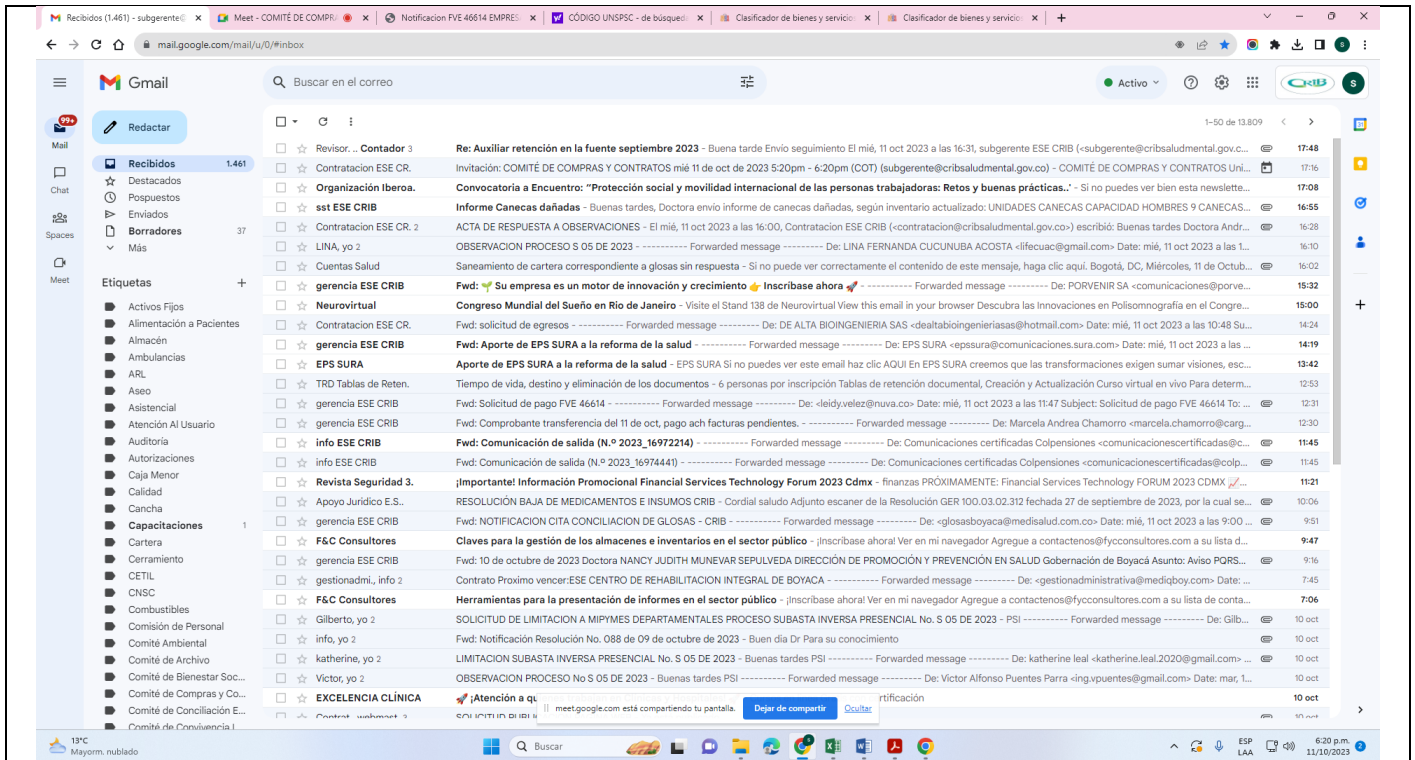 Recibidos (1.461) - subgerente@ Meet - COMITÉ DE COMPRA Notificacion FVE 46614 EMPRES. CÓDIGO UNSPSC - de búsqued. Clasificador de bienes y servicio Clasificador de bienes y servicio
mail.google.com/mail/u/0/#inbox
Gmail Buscar en el correo Activo CRIB S
99+
Mail
Chat
Spaces
Meet
Redactar
Recibidos 1.461
Destacados
Pospuestos
Enviados
Borradores 37
Más
Etiquetas
Activos Fijos
Alimentación a Pacientes
Almacén
Ambulancias
ARL
Aseo
Asistencial
Atención Al Usuario
Auditoría
Autorizaciones
Caja Menor
Calidad
Cancha
Capacitaciones 1
Cartera
Cerramiento
CETIL
CNSC
Combustibles
Comisión de Personal
Comité Ambiental
Comité de Archivo
Comité de Bienestar Soc...
Comité de Compras y Co...
Comité de Conciliación E...
Comité de Convivencia L
1–50 de 13.809
Revisor. .. Contador 3 Re: Auxiliar retención en la fuente septiembre 2023 - Buena tarde Envío seguimiento El mié, 11 oct 2023 a las 16:31, subgerente ESE CRIB (<subgerente@cribsaludmental.gov.c... 17:48
Contratacion ESE CR. Invitación: COMITÉ DE COMPRAS Y CONTRATOS mié 11 de oct de 2023 5:20pm - 6:20pm (COT) (subgerente@cribsaludmental.gov.co) - COMITÉ DE COMPRAS Y CONTRATOS Uni... 17:16
Organización Iberoa. Convocatoria a Encuentro: “Protección social y movilidad internacional de las personas trabajadoras: Retos y buenas prácticas..' - Si no puedes ver bien esta newslette... 17:08
sst ESE CRIB Informe Canecas dañadas - Buenas tardes, Doctora envío informe de canecas dañadas, según inventario actualizado: UNIDADES CANECAS CAPACIDAD HOMBRES 9 CANECAS... 16:55
Contratacion ESE CR. 2 ACTA DE RESPUESTA A OBSERVACIONES - El mié, 11 oct 2023 a las 16:00, Contratacion ESE CRIB (<contratacion@cribsaludmental.gov.co>) escribió: Buenas tardes Doctora Andr... 16:28
LINA, yo 2 OBSERVACION PROCESO S 05 DE 2023 - ---------- Forwarded message --------- De: LINA FERNANDA CUCUNUBA ACOSTA <lifecuac@gmail.com> Date: mié, 11 oct 2023 a las 1... 16:10
Cuentas Salud Saneamiento de cartera correspondiente a glosas sin respuesta - Si no puede ver correctamente el contenido de este mensaje, haga clic aquí. Bogotá, DC, Miércoles, 11 de Octub... 16:02
gerencia ESE CRIB Fwd: 🌱 Su empresa es un motor de innovación y crecimiento 👉 Inscríbase ahora 🚀 - ---------- Forwarded message --------- De: PORVENIR SA <comunicaciones@porve... 15:32
Neurovirtual Congreso Mundial del Sueño en Rio de Janeiro - Visite el Stand 138 de Neurovirtual View this email in your browser Descubra las Innovaciones en Polisomnografía en el Congre... 15:00
Contratacion ESE CR. Fwd: solicitud de egresos - ---------- Forwarded message --------- De: DE ALTA BIOINGENIERIA SAS <dealtabioingenieriasas@hotmail.com> Date: mié, 11 oct 2023 a las 10:48 Su... 14:24
gerencia ESE CRIB Fwd: Aporte de EPS SURA a la reforma de la salud - ---------- Forwarded message --------- De: EPS SURA <epssura@comunicaciones.sura.com> Date: mié, 11 oct 2023 a las ... 14:19
EPS SURA Aporte de EPS SURA a la reforma de la salud - EPS SURA Si no puedes ver este email haz clic AQUI En EPS SURA creemos que las transformaciones exigen sumar visiones, esc... 13:42
TRD Tablas de Reten. Tiempo de vida, destino y eliminación de los documentos - 6 personas por inscripción Tablas de retención documental, Creación y Actualización Curso virtual en vivo Para determ... 12:53
gerencia ESE CRIB Fwd: Solicitud de pago FVE 46614 - ---------- Forwarded message --------- De: <leidy.velez@nuva.co> Date: mié, 11 oct 2023 a las 11:47 Subject: Solicitud de pago FVE 46614 To: ... 12:31
gerencia ESE CRIB Fwd: Comprobante transferencia del 11 de oct, pago ach facturas pendientes. - ---------- Forwarded message --------- De: Marcela Andrea Chamorro <marcela.chamorro@carg... 12:30
info ESE CRIB Fwd: Comunicación de salida (N.º 2023_16972214) - ---------- Forwarded message --------- De: Comunicaciones certificadas Colpensiones <comunicacionescertificadas@c... 11:45
info ESE CRIB Fwd: Comunicación de salida (N.º 2023_16974441) - ---------- Forwarded message --------- De: Comunicaciones certificadas Colpensiones <comunicacionescertificadas@colp... 11:45
Revista Seguridad 3. ¡Importante! Información Promocional Financial Services Technology Forum 2023 Cdmx - finanzas PRÓXIMAMENTE: Financial Services Technology FORUM 2023 CDMX 📈... 11:21
Apoyo Juridico E.S.. RESOLUCIÓN BAJA DE MEDICAMENTOS E INSUMOS CRIB - Cordial saludo Adjunto escaner de la Resolución GER 100.03.02.312 fechada 27 de septiembre de 2023, por la cual se... 10:06
gerencia ESE CRIB Fwd: NOTIFICACION CITA CONCILIACION DE GLOSAS - CRIB - ---------- Forwarded message --------- De: <glosasboyaca@medisalud.com.co> Date: mié, 11 oct 2023 a las 9:00 ... 9:51
F&C Consultores Claves para la gestión de los almacenes e inventarios en el sector público - ¡Inscríbase ahora! Ver en mi navegador Agregue a contactenos@fycconsultores.com a su lista d... 9:47
gerencia ESE CRIB Fwd: 10 de octubre de 2023 Doctora NANCY JUDITH MUNEVAR SEPULVEDA DIRECCIÓN DE PROMOCIÓN Y PREVENCIÓN EN SALUD Gobernación de Boyacá Asunto: Aviso PQRS... 9:16
gestionadmi., info 2 Contrato Proximo vencer:ESE CENTRO DE REHABILITACION INTEGRAL DE BOYACA - ---------- Forwarded message --------- De: <gestionadministrativa@mediqboy.com> Date: ... 7:45
F&C Consultores Herramientas para la presentación de informes en el sector público - ¡Inscríbase ahora! Ver en mi navegador Agregue a contactenos@fycconsultores.com a su lista de conta... 7:06
Gilberto, yo 2 SOLICITUD DE LIMITACION A MIPYMES DEPARTAMENTALES PROCESO SUBASTA INVERSA PRESENCIAL No. S 05 DE 2023 - PSI ---------- Forwarded message --------- De: Gilb... 10 oct
info, yo 2 Fwd: Notificación Resolución No. 088 de 09 de octubre de 2023 - Buen dia Dr Para su conocimiento 10 oct
katherine, yo 2 LIMITACION SUBASTA INVERSA PRESENCIAL No. S 05 DE 2023 - Buenas tardes PSI ---------- Forwarded message --------- De: katherine leal <katherine.leal.2020@gmail.com> ... 10 oct
Victor, yo 2 OBSERVACION PROCESO No S 05 DE 2023 - Buenas tardes PSI ---------- Forwarded message --------- De: Victor Alfonso Puentes Parra <ing.vpuentes@gmail.com> Date: mar, 1... 10 oct
EXCELENCIA CLÍNICA 🚀 ¡Atención a qu rtificación 10 oct
meet.google.com está compartiendo tu pantalla. Dejar de compartir Ocultar
13°C
Mayorm. nublado
Buscar
ESP
LAA
6:20 p.m.
11/10/2023
2